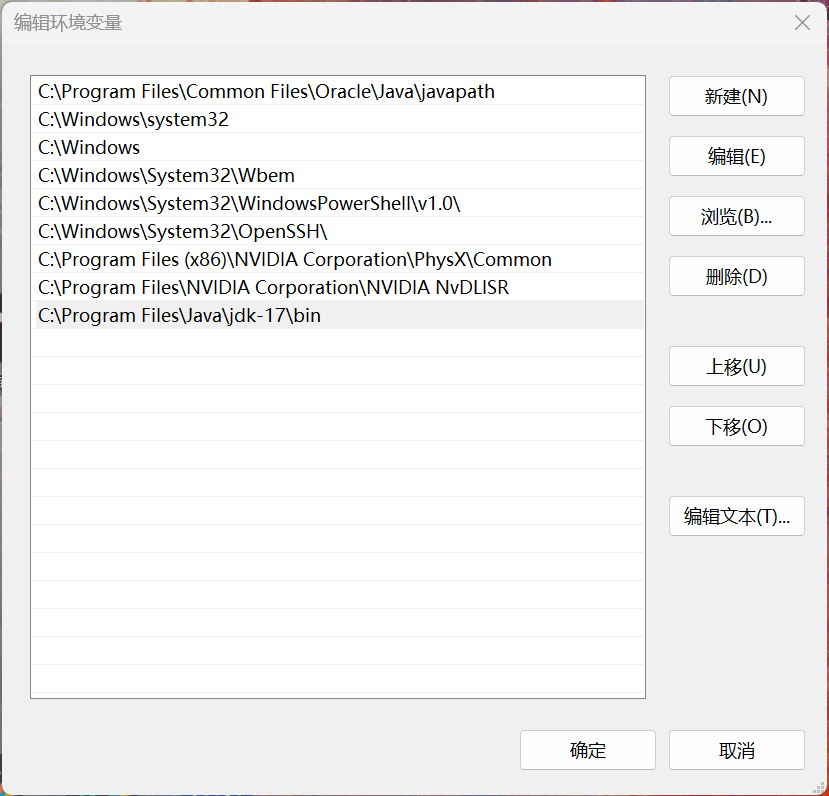 编辑环境变量
C:\Program Files\Common Files\Oracle\Java\javapath
新建(N)
C:\Windows\system32
C:\Windows
编辑(E)
C:\Windows\System32\Wbem
C:\Windows\System32\WindowsPowerShell\v1.0\
浏览(B)...
C:\Windows\System32\OpenSSH\
C:\Program Files (x86)\NVIDIA Corporation\PhysX\Common
删除(D)
C:\Program Files\NVIDIA Corporation\NVIDIA NvDLISR
C:\Program Files\Java\jdk-17\bin
上移(U)
下移(O)
编辑文本(T)...
确定
取消